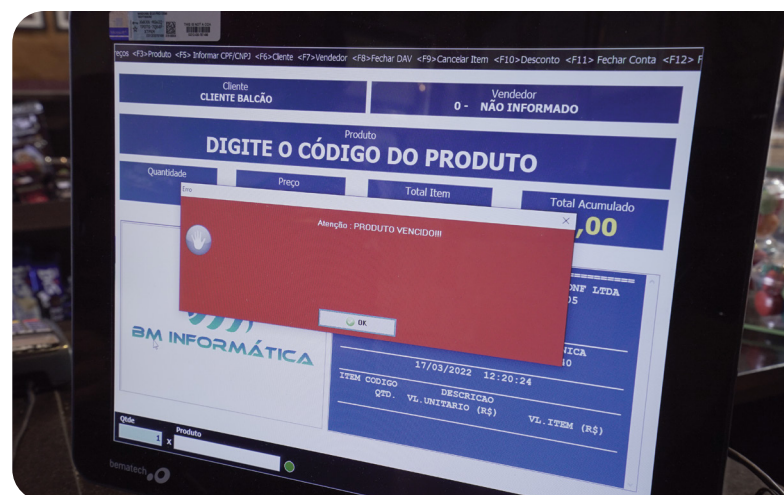 reços <F3>Produto <F5> Informar CPF/CNPJ <F6>Cliente <F7>Vendedor <F8>Fechar DAV <F9>Cancelar Item <F10>Desconto <F11> Fechar Conta <F12> F
Cliente
CLIENTE BALCÃO
Vendedor
0 - NÃO INFORMADO
Produto
DIGITE O CÓDIGO DO PRODUTO
Quantidade
Preço
Total Item
Total Acumulado
,00
Erro
Atenção : PRODUTO VENCIDO!!!
OK
ONF LTDA
05
NICA
17/03/2022 12:20:24
ITEM CODIGO DESCRICAO
QTD. VL.UNITARIO (R$) VL.ITEM (R$)
BM INFORMÁTICA
Qtde
Produto
1 x
bematech